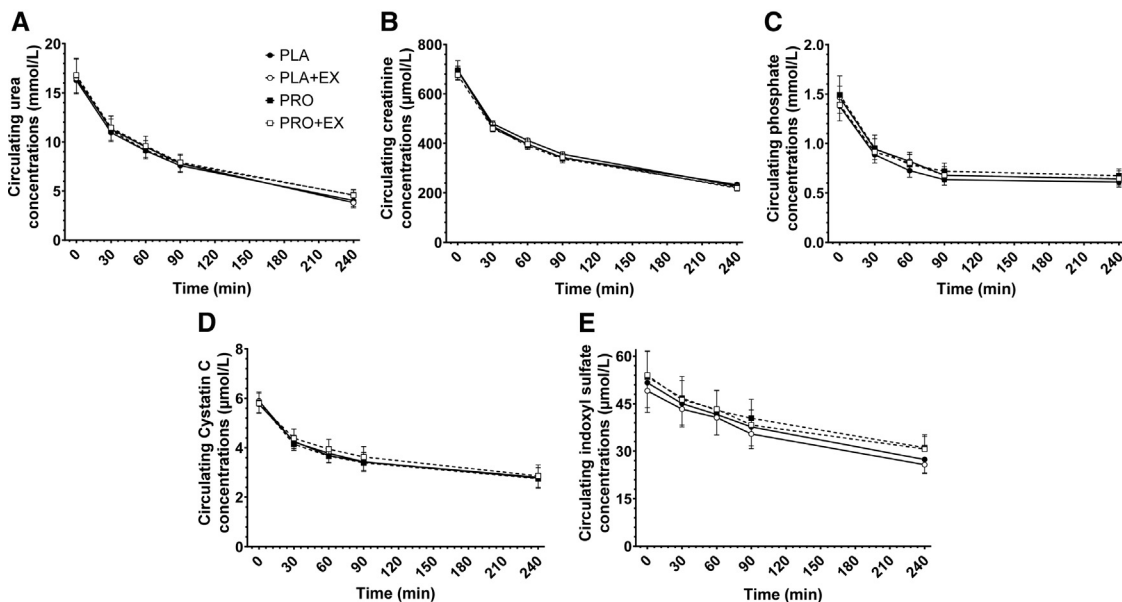 A
Circulating urea
concentrations (mmol/L)
20
15
10
5
0
0 30 60 90 120 150 180 210 240
Time (min)
PLA
PLA+EX
PRO
PRO+EX
B
Circulating creatinine
concentrations (µmol/L)
800
600
400
200
0
0 30 60 90 120 150 180 210 240
Time (min)
C
Circulating phosphate
concentrations (mmol/L)
2.0
1.5
1.0
0.5
0.0
0 30 60 90 120 150 180 210 240
Time (min)
D
Circulating Cystatin C
concentrations (µmol/L)
8
6
4
2
0
0 30 60 90 120 150 180 210 240
Time (min)
E
Circulating indoxyl sulfate
concentrations (µmol/L)
60
45
30
15
0
0 30 60 90 120 150 180 210 240
Time (min)